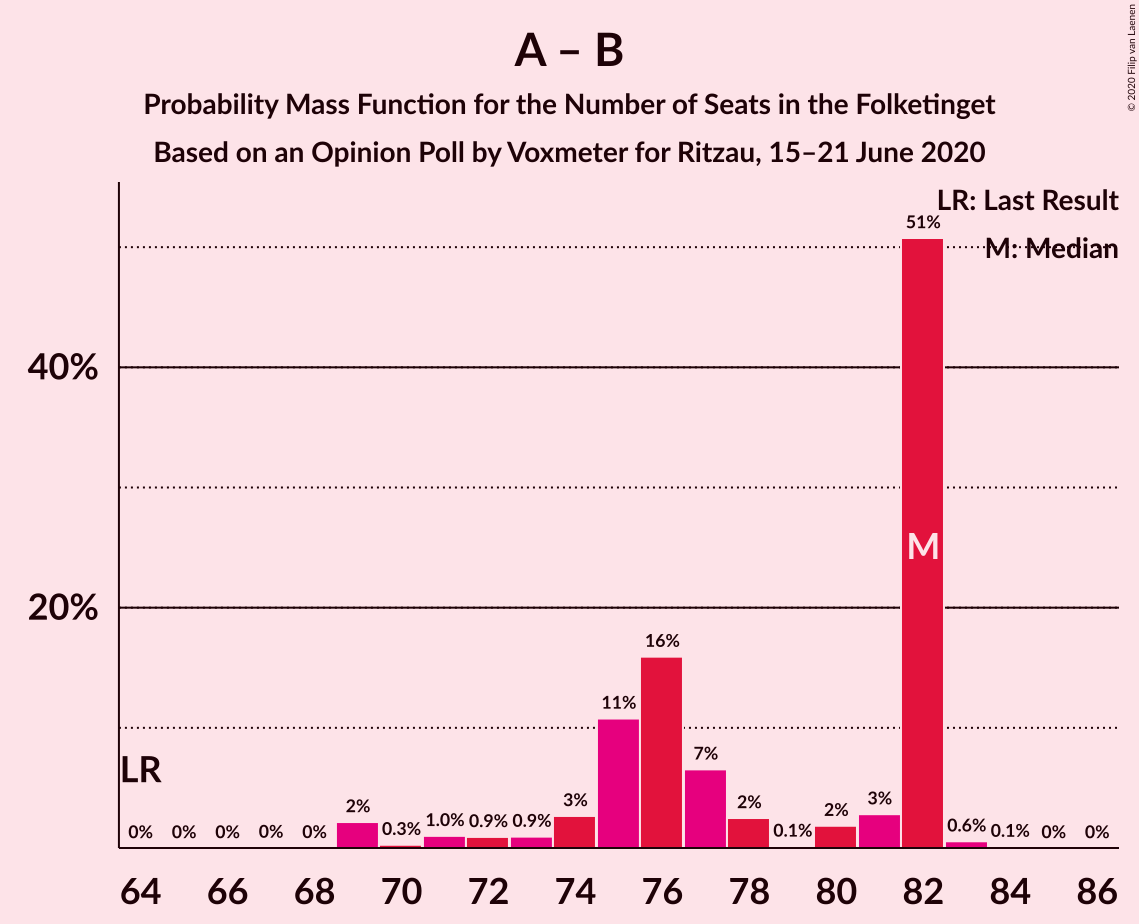 A – B
Probability Mass Function for the Number of Seats in the Folketinget
Based on an Opinion Poll by Voxmeter for Ritzau, 15–21 June 2020
© 2020 Filip van Laenen
LR: Last Result
M: Median
51%
40%
M
20%
16%
11%
7%
LR
0% 0% 0% 0% 0% 2% 0.3% 1.0% 0.9% 0.9% 3% 2% 0.1% 2% 3% 0.6% 0.1% 0% 0%
64 66 68 70 72 74 76 78 80 82 84 86